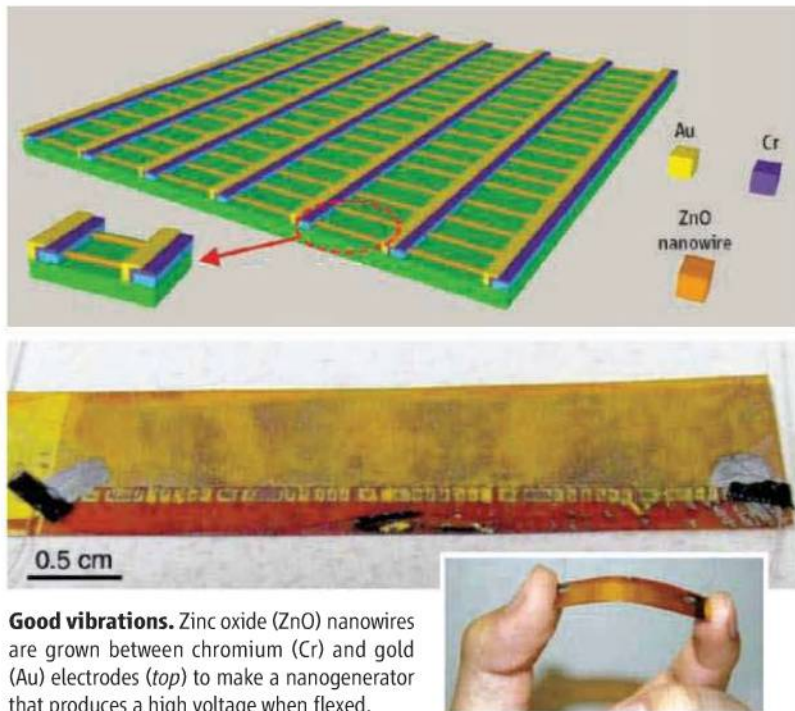 Au
Cr
ZnO
nanowire
0.5 cm
Good vibrations. Zinc oxide (ZnO) nanowires
are grown between chromium (Cr) and gold
(Au) electrodes (top) to make a nanogenerator
that produces a high voltage when flexed.